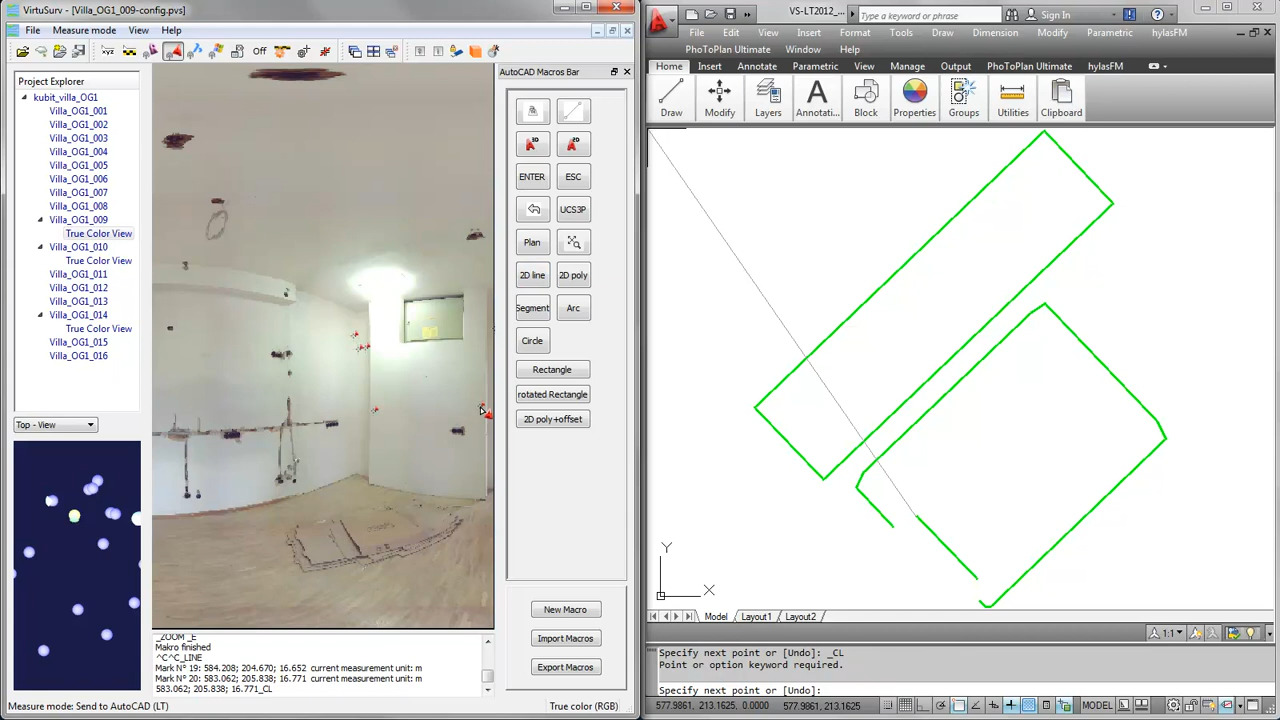 VirtuSurv - [Villa_OG1_009-config.pvs]
File Measure mode View Help
xyz Off
Project Explorer
kubit_villa_OG1
Villa_OG1_001
Villa_OG1_002
Villa_OG1_003
Villa_OG1_004
Villa_OG1_005
Villa_OG1_006
Villa_OG1_007
Villa_OG1_008
Villa_OG1_009
True Color View
Villa_OG1_010
True Color View
Villa_OG1_011
Villa_OG1_012
Villa_OG1_013
Villa_OG1_014
True Color View
Villa_OG1_015
Villa_OG1_016
Top - View
_ZOOM _E
Makro finished
^C^C_LINE
Mark N° 19: 584.208; 204.670; 16.652 current measurement unit: m
Mark N° 20: 583.062; 205.838; 16.771 current measurement unit: m
583.062; 205.838; 16.771_CL
Measure mode: Send to AutoCAD (LT) True color (RGB)
AutoCAD Macros Bar
3D 2D
ENTER ESC
UCS3P
Plan
2D line 2D poly
Segment Arc
Circle
Rectangle
rotated Rectangle
2D poly+offset
New Macro
Import Macros
Export Macros
VS-LT2012_... Type a keyword or phrase Sign In
File Edit View Insert Format Tools Draw Dimension Modify Parametric hylasFM
PhoToPlan Ultimate Window Help
Home Insert Annotate Parametric View Manage Output PhoToPlan Ultimate hylasFM
Draw Modify Layers Annotati... Block Properties Groups Utilities Clipboard
Y
X
Model Layout1 Layout2
1:1
Specify next point or [Undo]: _CL
Point or option keyword required.
Specify next point or [Undo]:
577.9861, 213.1625, 0.0000 577.9861, 213.1625 MODEL